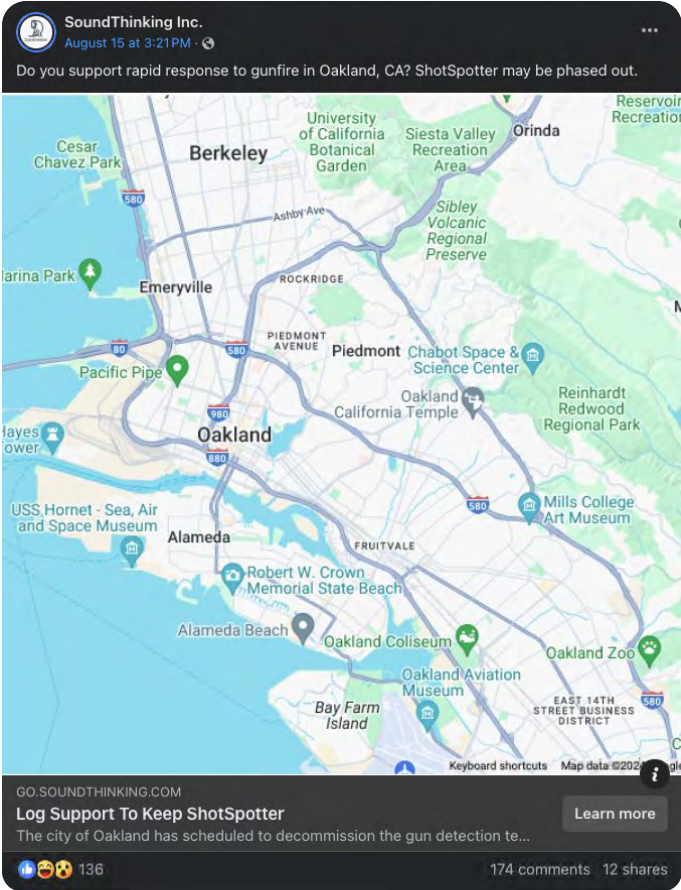 SoundThinking Inc.
August 15 at 3:21 PM
Do you support rapid response to gunfire in Oakland, CA? ShotSpotter may be phased out.
Reservoir
Recreation
University
of California
Botanical
Garden
Siesta Valley
Recreation
Area
Orinda
Cesar
Chavez Park
Berkeley
580
Sibley
Volcanic
Regional
Preserve
Ashby Ave
arina Park
Emeryville
ROCKRIDGE
80
580
PIEDMONT
AVENUE
Piedmont
Chabot Space &
Science Center
Pacific Pipe
Oakland
California Temple
Reinhardt
Redwood
Regional Park
980
Hayes
ower
Oakland
880
USS Hornet - Sea, Air
and Space Museum
580
Mills College
Art Museum
Alameda
FRUITVALE
Robert W. Crown
Memorial State Beach
Alameda Beach
Oakland Coliseum
Oakland Zoo
Oakland Aviation
Museum
580
Bay Farm
Island
EAST 14TH
STREET BUSINESS
DISTRICT
Keyboard shortcuts
Map data ©2024
gle
GO.SOUNDTHINKING.COM
Log Support To Keep ShotSpotter
The city of Oakland has scheduled to decommission the gun detection te...
Learn more
136
174 comments
12 shares